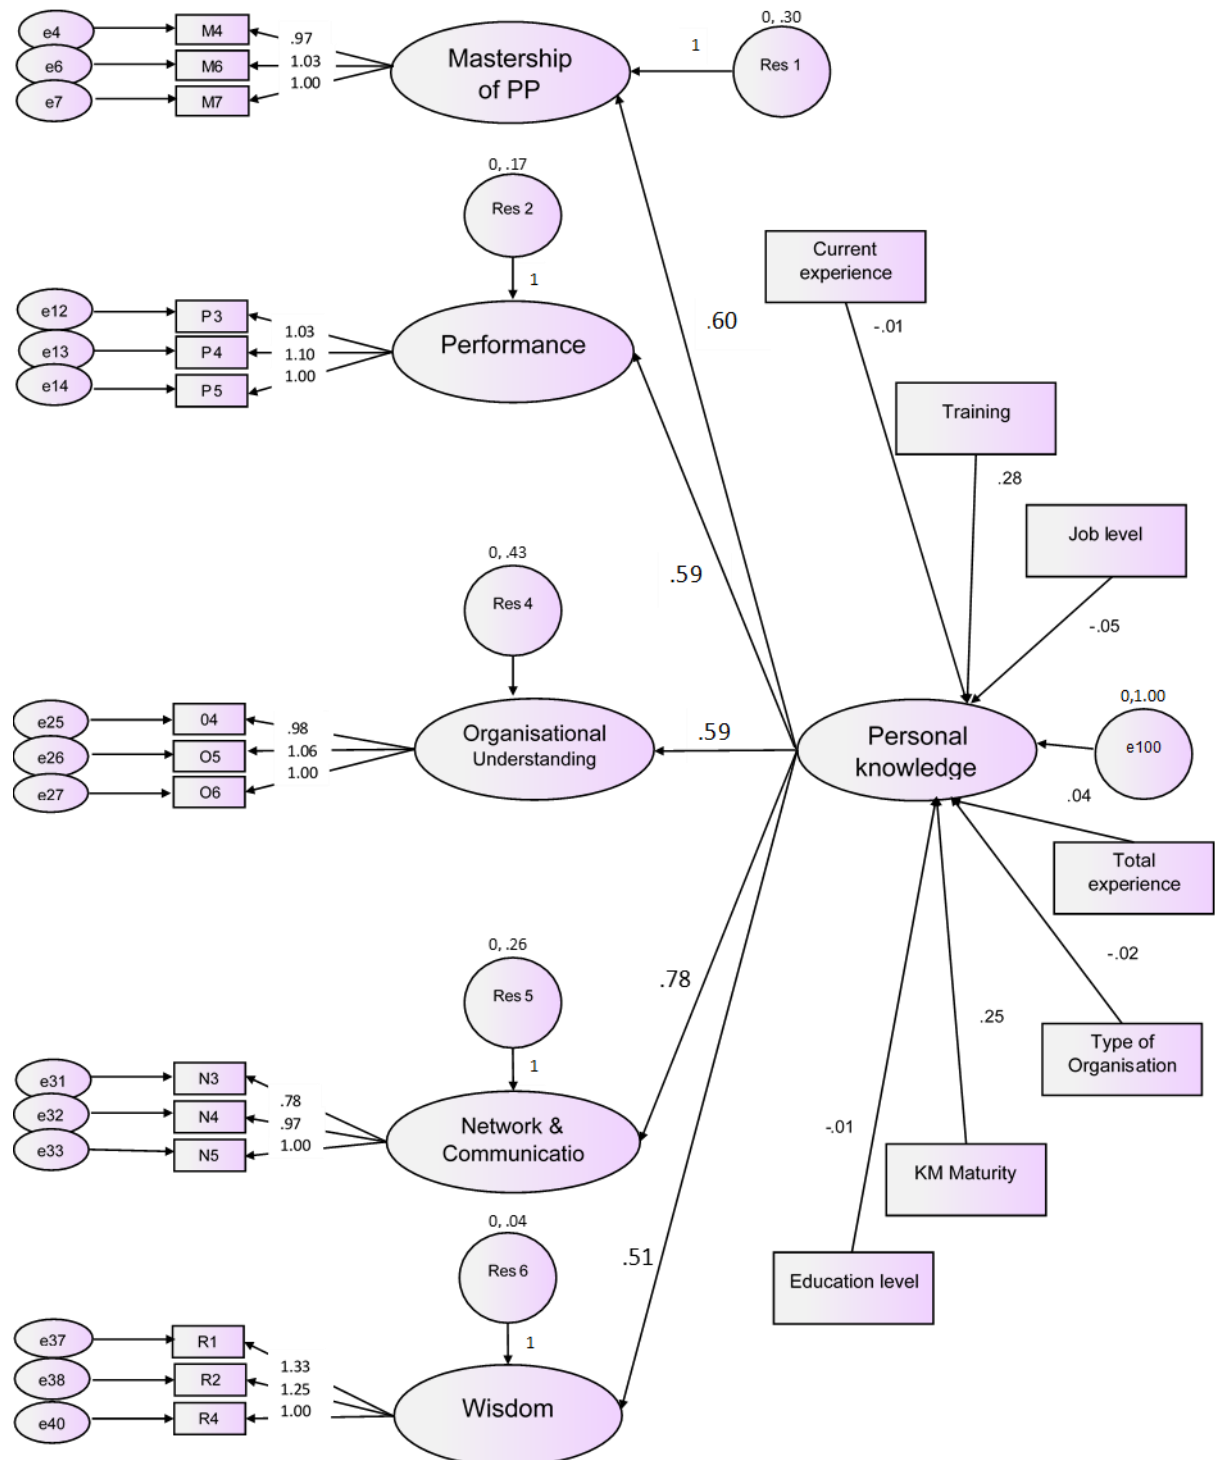 0, .30
e4
M4
.97
e6
M6
1.03
e7
M7
1.00
Mastership
of PP
1
Res 1
0, .17
Res 2
1
e12
P3
1.03
e13
P4
1.10
e14
P5
1.00
Performance
.60
Current
experience
-.01
Training
.28
Job level
-.05
0, .43
Res 4
.59
e25
04
.98
e26
O5
1.06
e27
O6
1.00
Organisational
Understanding
.59
Personal
knowledge
0,1.00
e100
.04
Total
experience
-.02
Type of
Organisation
.25
KM Maturity
-.01
Education level
0, .26
Res 5
1
.78
e31
N3
.78
e32
N4
.97
e33
N5
1.00
Network &
Communicatio
0, .04
Res 6
1
.51
e37
R1
1.33
e38
R2
1.25
e40
R4
1.00
Wisdom